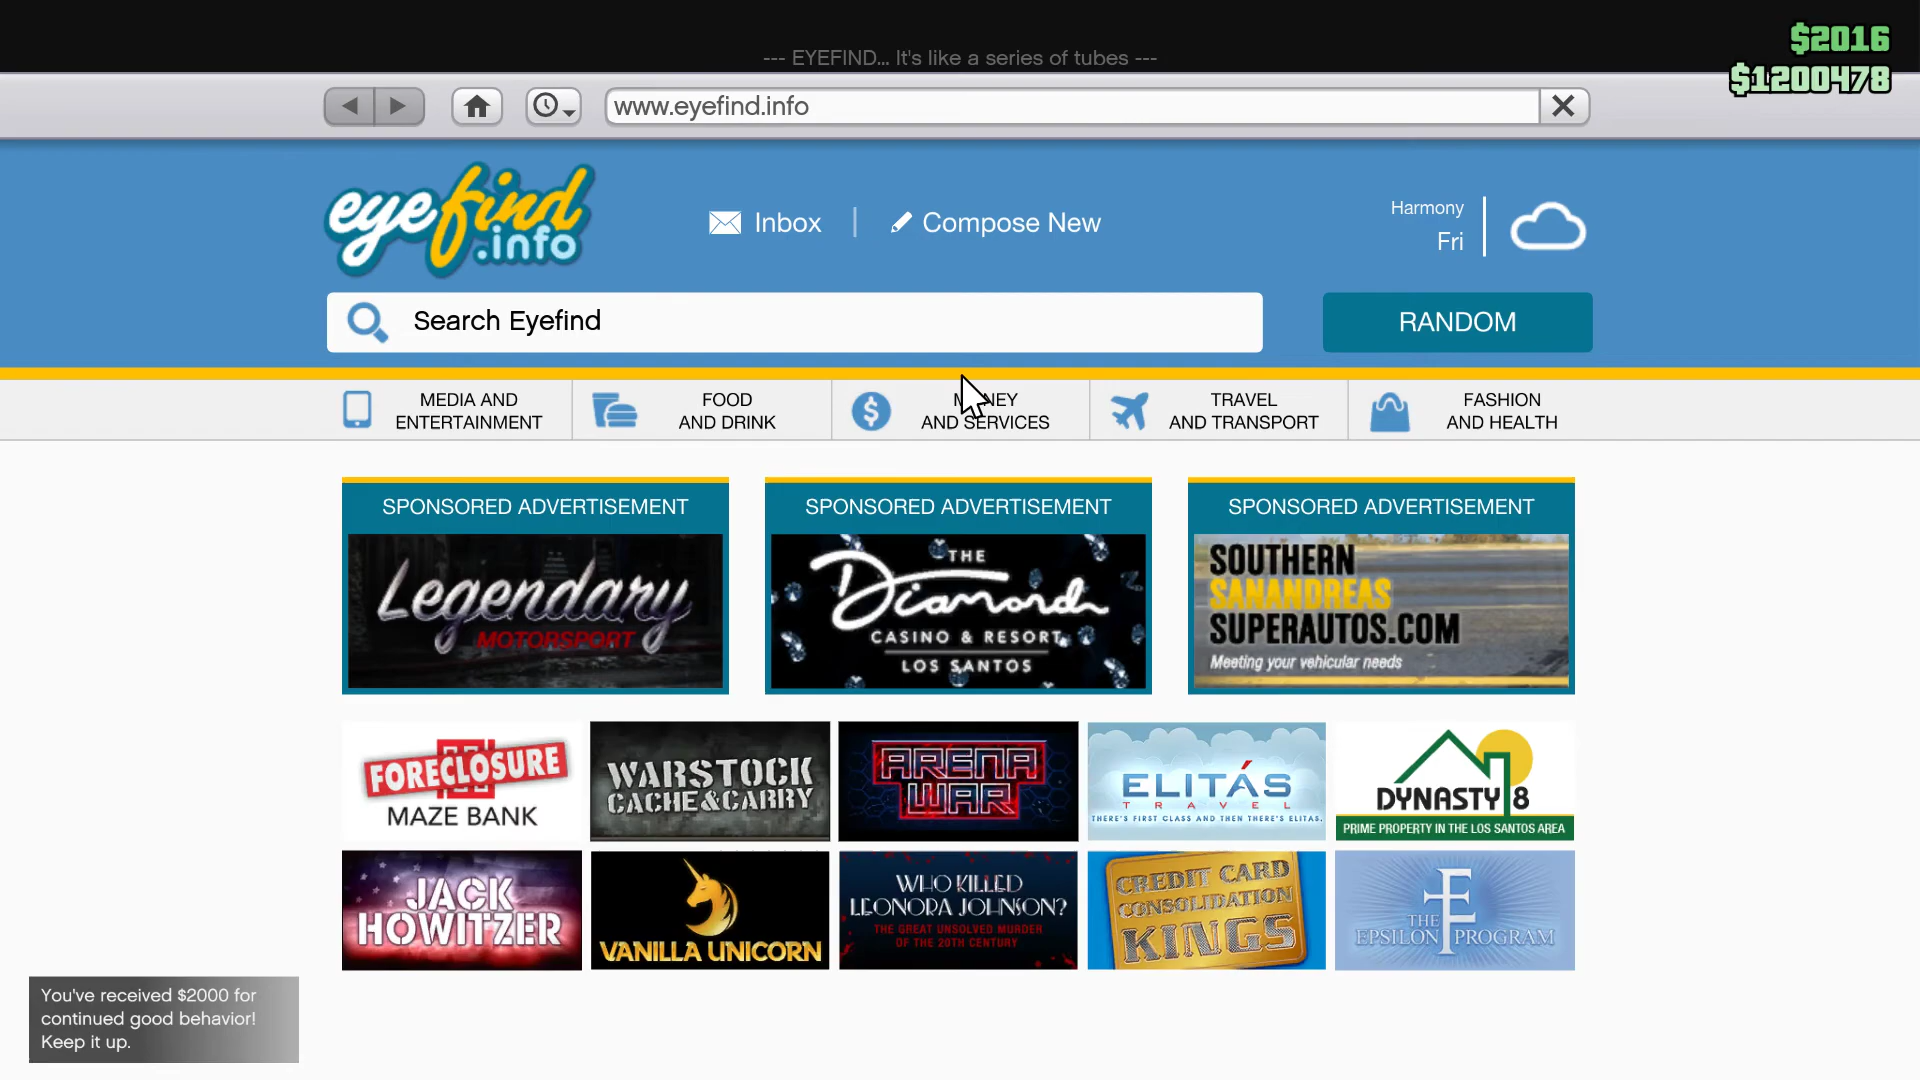 --- EYEFIND... It's like a series of tubes ---
$2016
$1200478
www.eyefind.info
eyefind
.info
Inbox
Compose New
Harmony
Fri
Search Eyefind
RANDOM
MEDIA AND
ENTERTAINMENT
FOOD
AND DRINK
MONEY
AND SERVICES
TRAVEL
AND TRANSPORT
FASHION
AND HEALTH
SPONSORED ADVERTISEMENT
Legendary
MOTORSPORT
SPONSORED ADVERTISEMENT
THE
Diamond
CASINO & RESORT
LOS SANTOS
SPONSORED ADVERTISEMENT
SOUTHERN
SANANDREAS
SUPERAUTOS.COM
Meeting your vehicular needs
FORECLOSURE
MAZE BANK
WARSTOCK
CACHE&CARRY
ARENA
WAR
ELITÁS
TRAVEL
THERE'S FIRST CLASS AND THEN THERE'S ELITAS.
DYNASTY 8
PRIME PROPERTY IN THE LOS SANTOS AREA
JACK
HOWITZER
VANILLA UNICORN
WHO KILLED
LEONORA JOHNSON?
THE GREAT UNSOLVED MURDER
OF THE 20TH CENTURY
CREDIT CARD
CONSOLIDATION
KINGS
THE
EPSILON PROGRAM
You've received $2000 for
continued good behavior!
Keep it up.